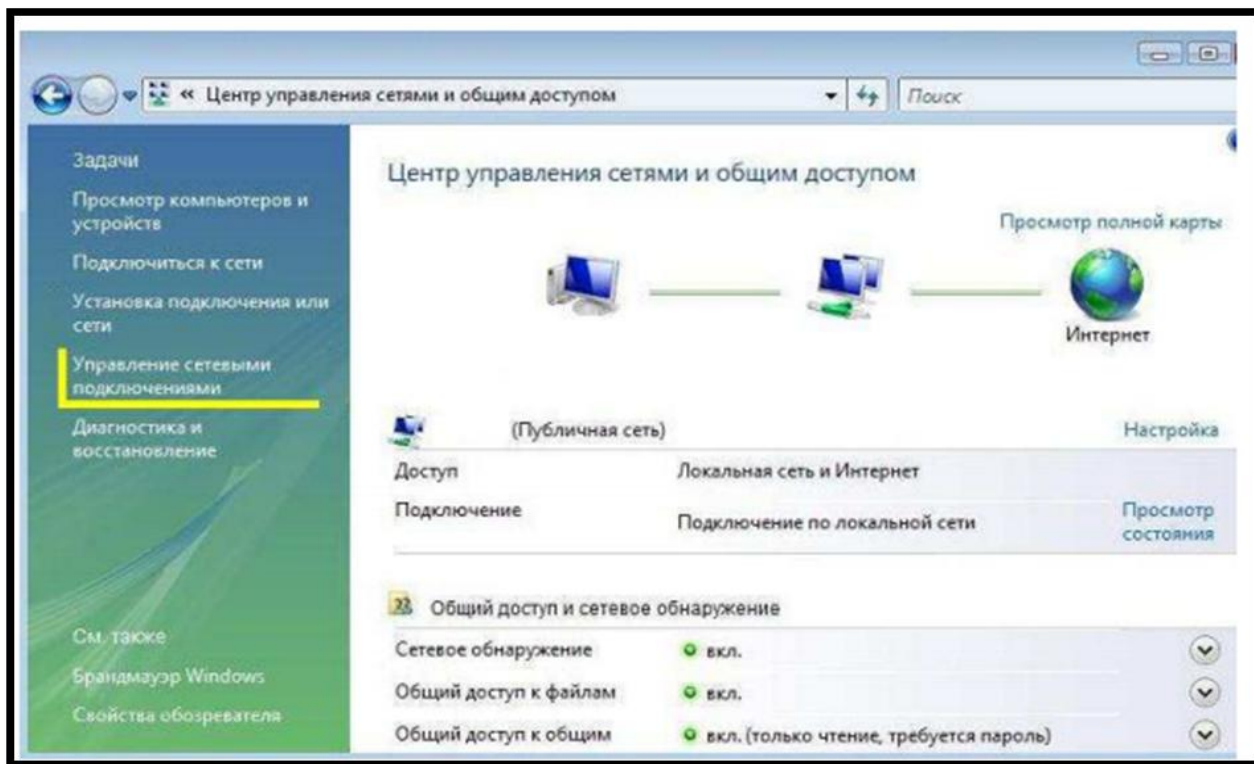 « Центр управления сетями и общим доступом
Поиск
Задачи
Просмотр компьютеров и
устройств
Подключиться к сети
Установка подключения или
сети
Управление сетевыми
подключениями
Диагностика и
восстановление
См. также
Брандмауэр Windows
Свойства обозревателя
Центр управления сетями и общим доступом
Просмотр полной карты
Интернет
(Публичная сеть)
Настройка
Доступ
Локальная сеть и Интернет
Подключение
Подключение по локальной сети
Просмотр
состояния
Общий доступ и сетевое обнаружение
Сетевое обнаружение
вкл.
Общий доступ к файлам
вкл.
Общий доступ к общим
вкл. (только чтение, требуется пароль)